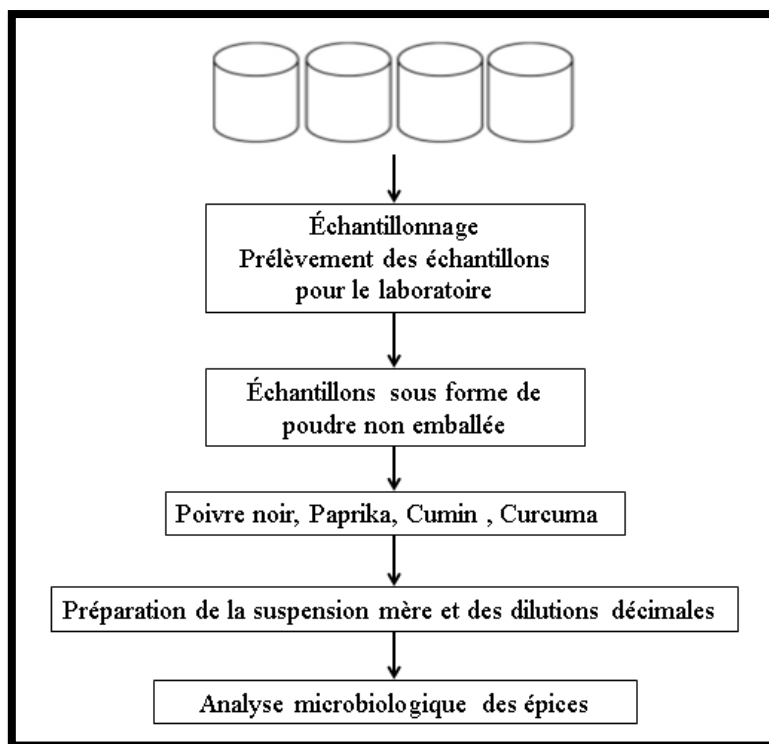 Échantillonnage
Prélèvement des échantillons
pour le laboratoire
Échantillons sous forme de
poudre non emballée
Poivre noir, Paprika, Cumin , Curcuma
Préparation de la suspension mère et des dilutions décimales
Analyse microbiologique des épices